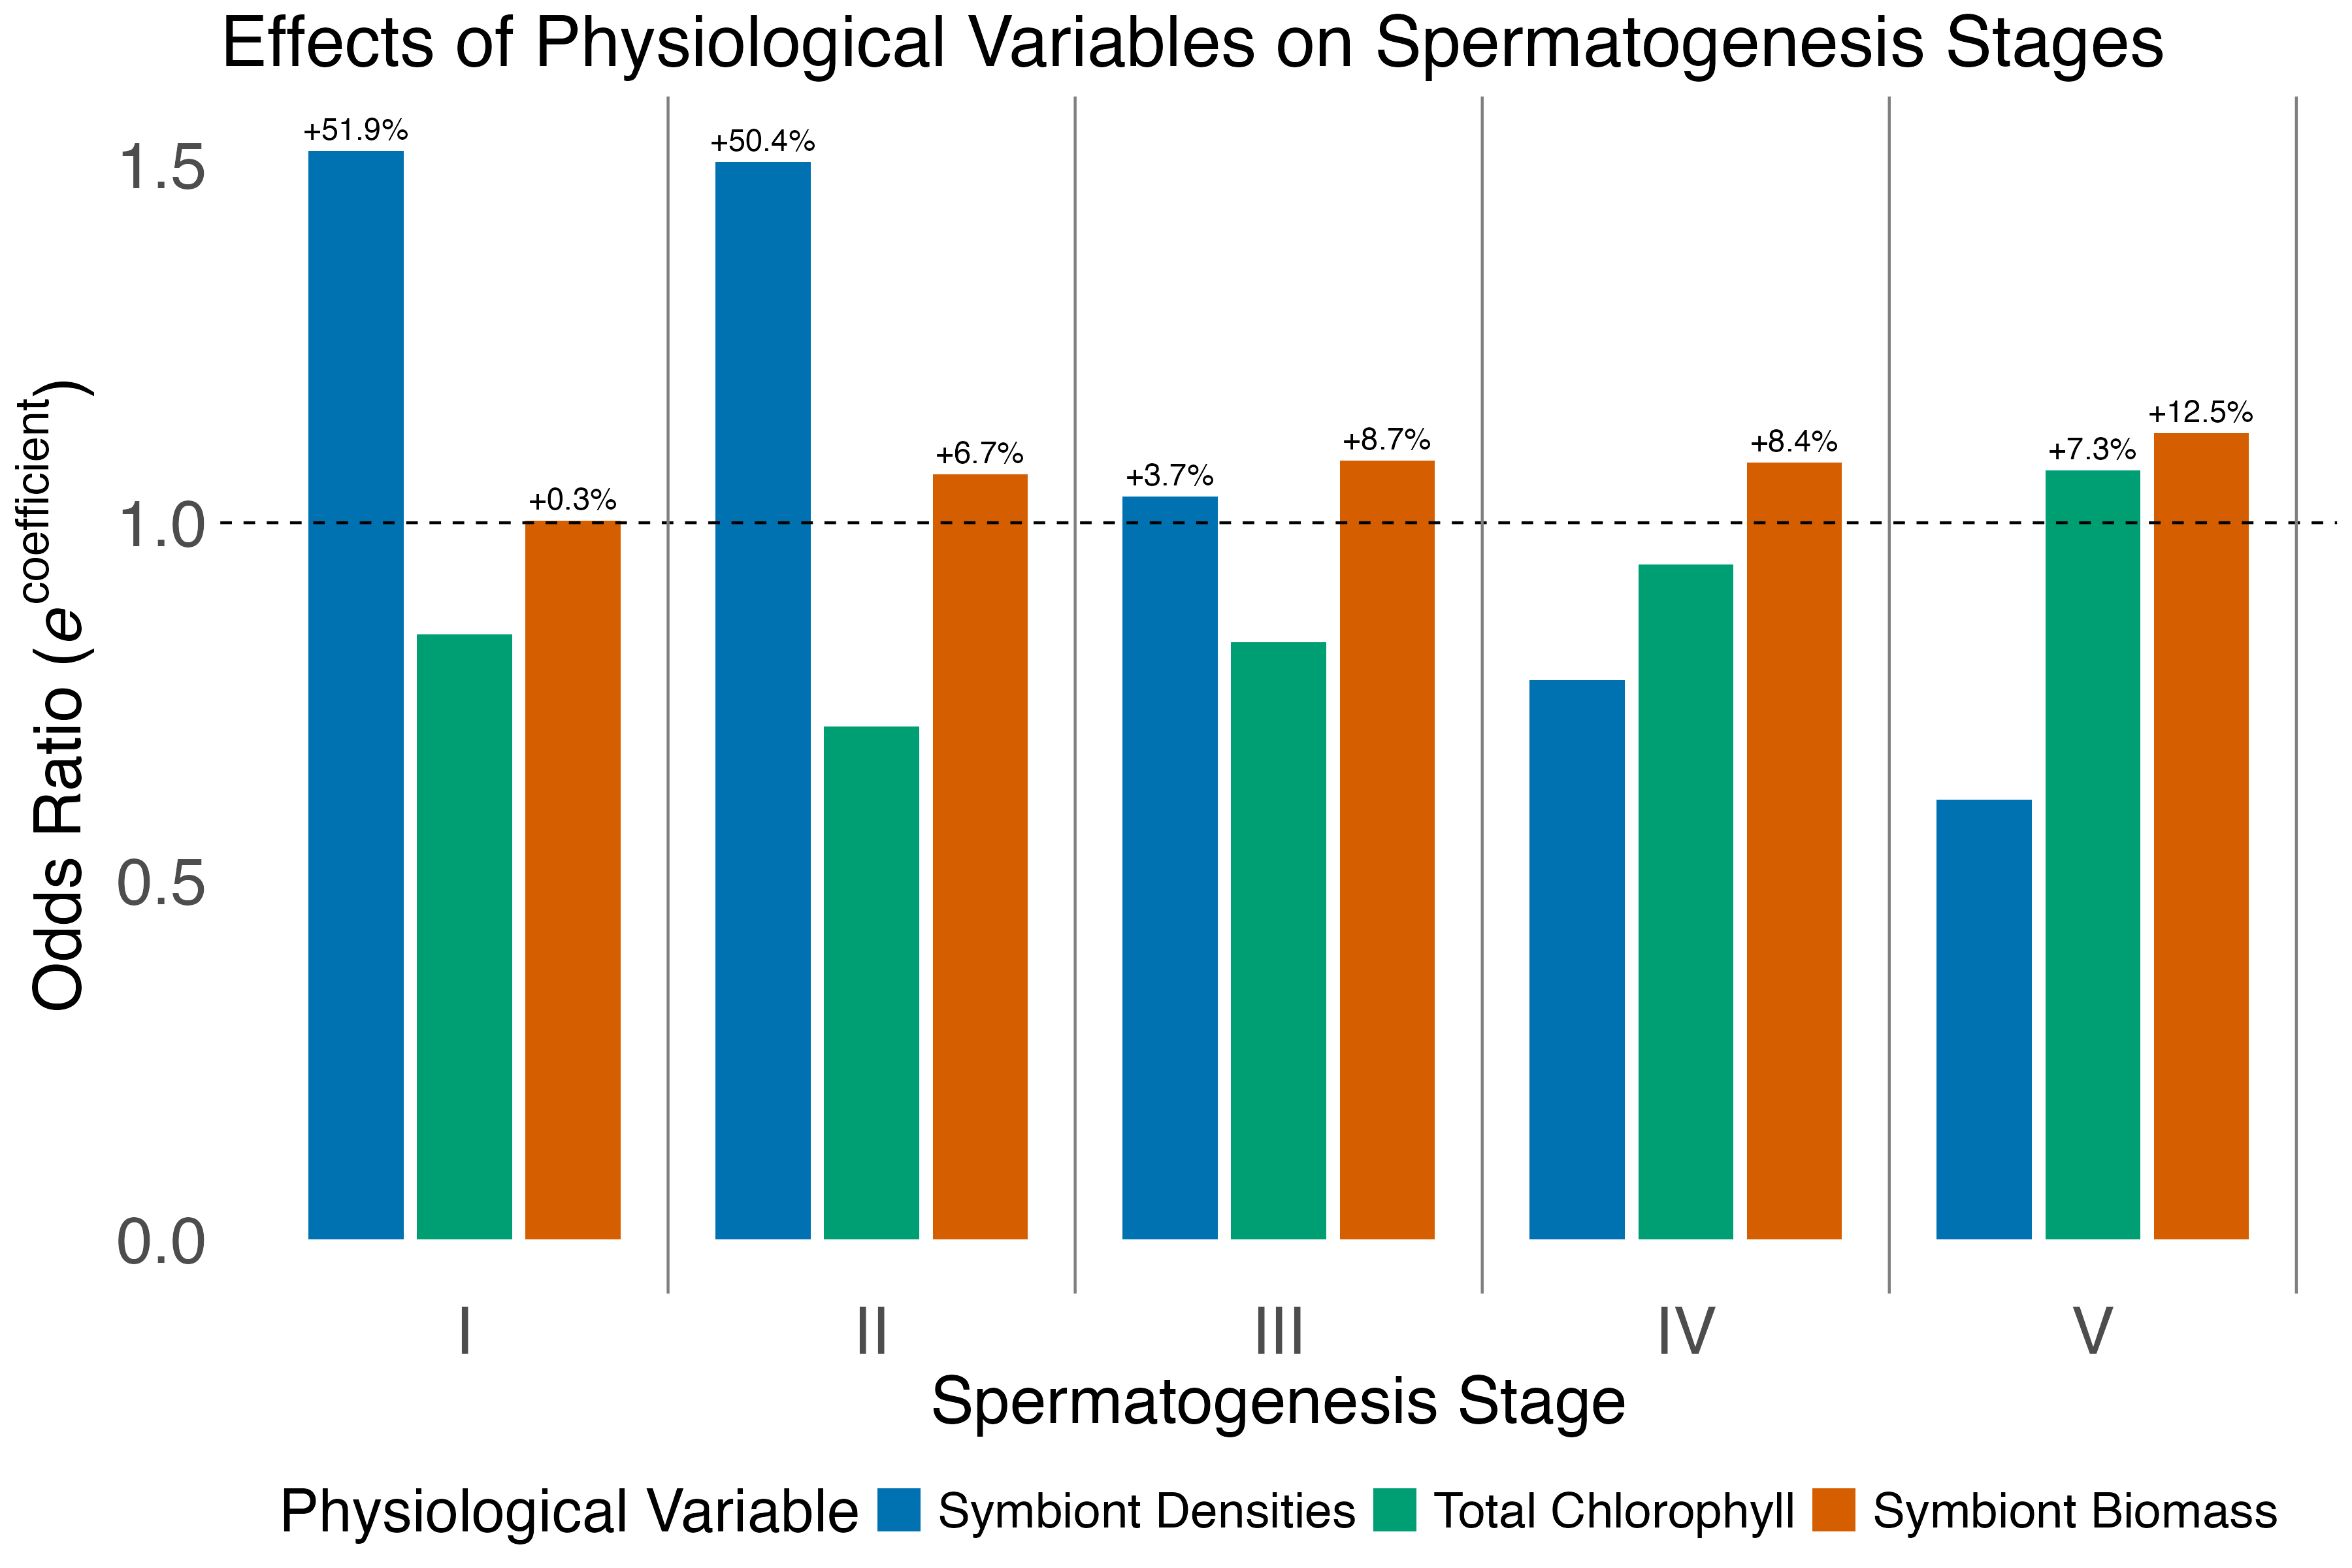 Effects of Physiological Variables on Spermatogenesis Stages
+51.9%
+50.4%
1.5
+12.5%
+8.7%
+8.4%
+7.3%
+6.7%
+3.7%
+0.3%
1.0
0.5
0.0
Odds Ratio (e^coefficient)
I II III IV V
Spermatogenesis Stage
Physiological Variable Symbiont Densities Total Chlorophyll Symbiont Biomass